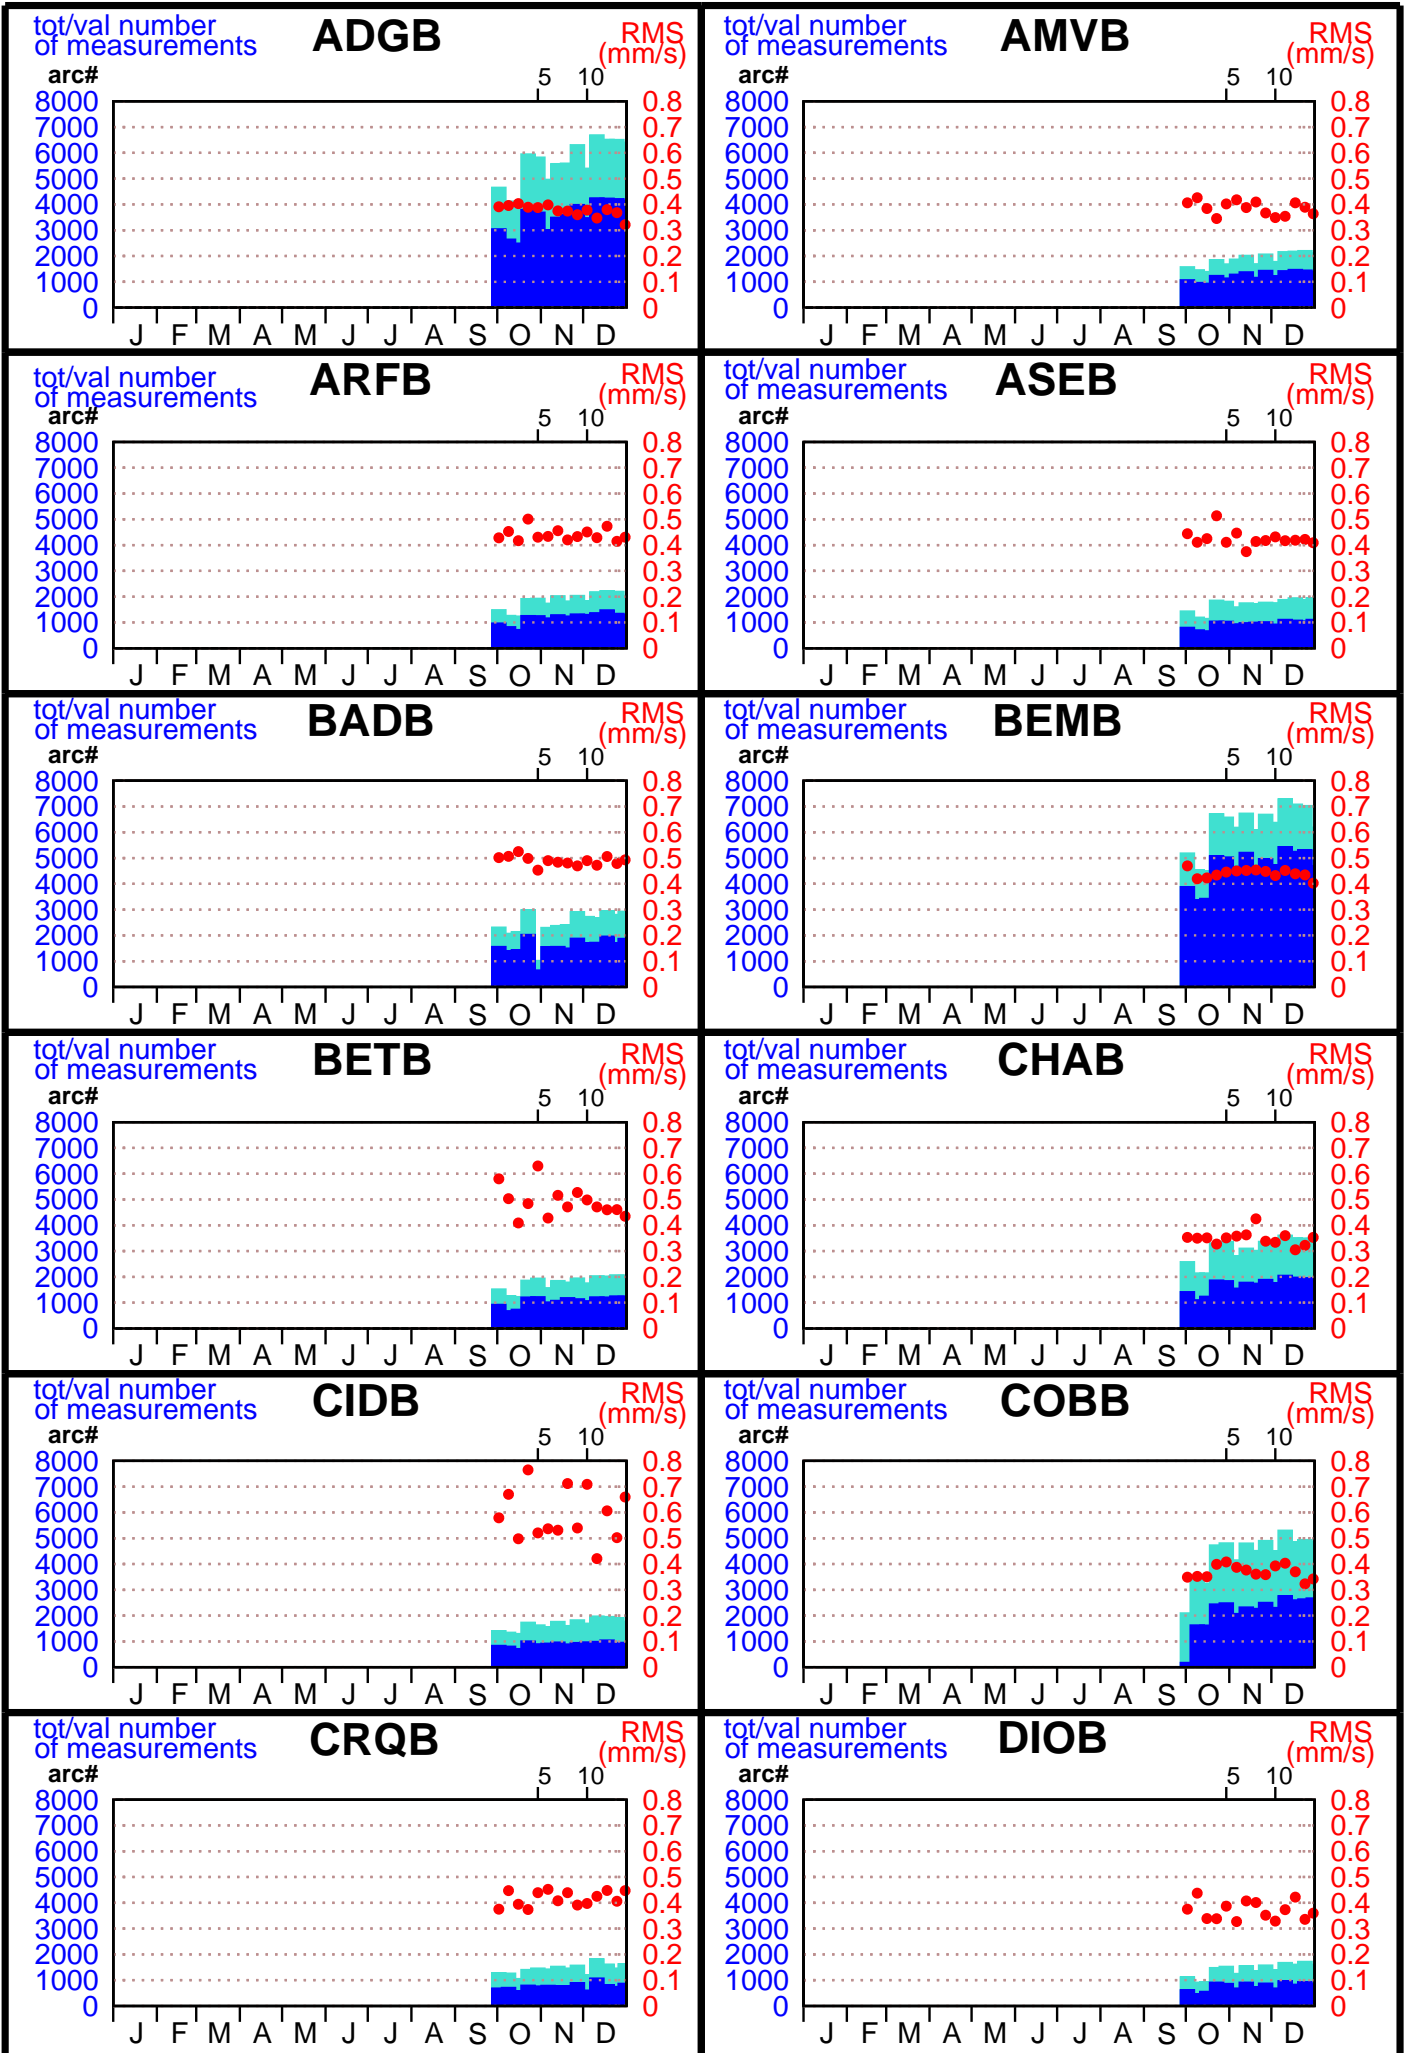 tot/val number ADGB RMS
of measurements (mm/s)
arc# 5 10
8000 0.8
7000 0.7
6000 0.6
5000 0.5
4000 0.4
3000 0.3
2000 0.2
1000 0.1
0 0
J F M A M J J A S O N D
tot/val number AMVB RMS
of measurements (mm/s)
arc# 5 10
8000 0.8
7000 0.7
6000 0.6
5000 0.5
4000 0.4
3000 0.3
2000 0.2
1000 0.1
0 0
J F M A M J J A S O N D
tot/val number ARFB RMS
of measurements (mm/s)
arc# 5 10
8000 0.8
7000 0.7
6000 0.6
5000 0.5
4000 0.4
3000 0.3
2000 0.2
1000 0.1
0 0
J F M A M J J A S O N D
tot/val number ASEB RMS
of measurements (mm/s)
arc# 5 10
8000 0.8
7000 0.7
6000 0.6
5000 0.5
4000 0.4
3000 0.3
2000 0.2
1000 0.1
0 0
J F M A M J J A S O N D
tot/val number BADB RMS
of measurements (mm/s)
arc# 5 10
8000 0.8
7000 0.7
6000 0.6
5000 0.5
4000 0.4
3000 0.3
2000 0.2
1000 0.1
0 0
J F M A M J J A S O N D
tot/val number BEMB RMS
of measurements (mm/s)
arc# 5 10
8000 0.8
7000 0.7
6000 0.6
5000 0.5
4000 0.4
3000 0.3
2000 0.2
1000 0.1
0 0
J F M A M J J A S O N D
tot/val number BETB RMS
of measurements (mm/s)
arc# 5 10
8000 0.8
7000 0.7
6000 0.6
5000 0.5
4000 0.4
3000 0.3
2000 0.2
1000 0.1
0 0
J F M A M J J A S O N D
tot/val number CHAB RMS
of measurements (mm/s)
arc# 5 10
8000 0.8
7000 0.7
6000 0.6
5000 0.5
4000 0.4
3000 0.3
2000 0.2
1000 0.1
0 0
J F M A M J J A S O N D
tot/val number CIDB RMS
of measurements (mm/s)
arc# 5 10
8000 0.8
7000 0.7
6000 0.6
5000 0.5
4000 0.4
3000 0.3
2000 0.2
1000 0.1
0 0
J F M A M J J A S O N D
tot/val number COBB RMS
of measurements (mm/s)
arc# 5 10
8000 0.8
7000 0.7
6000 0.6
5000 0.5
4000 0.4
3000 0.3
2000 0.2
1000 0.1
0 0
J F M A M J J A S O N D
tot/val number CRQB RMS
of measurements (mm/s)
arc# 5 10
8000 0.8
7000 0.7
6000 0.6
5000 0.5
4000 0.4
3000 0.3
2000 0.2
1000 0.1
0 0
J F M A M J J A S O N D
tot/val number DIOB RMS
of measurements (mm/s)
arc# 5 10
8000 0.8
7000 0.7
6000 0.6
5000 0.5
4000 0.4
3000 0.3
2000 0.2
1000 0.1
0 0
J F M A M J J A S O N D